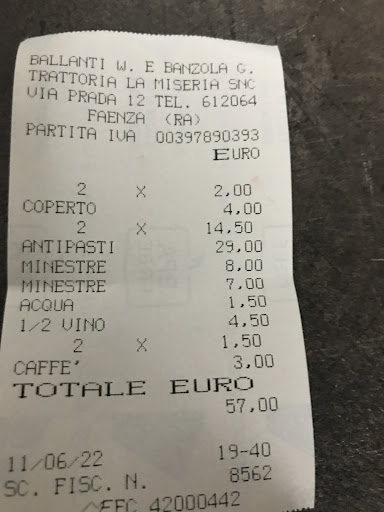 BALLANTI W. E BANZOLA G.
TRATTORIA LA MISERIA SNC
VIA PRADA 12 TEL. 612064
FAENZA (RA)
PARTITA IVA 00397890393
EURO
2 X 2,00
COPERTO 4,00
2 X 14,50
ANTIPASTI 29,00
MINESTRE 8,00
MINESTRE 7,00
ACQUA 1,50
1/2 VINO 4,50
2 X 1,50
CAFFE' 3,00
TOTALE EURO
57,00
11/06/22 19-40
SC. FISC. N. 8562
42000442